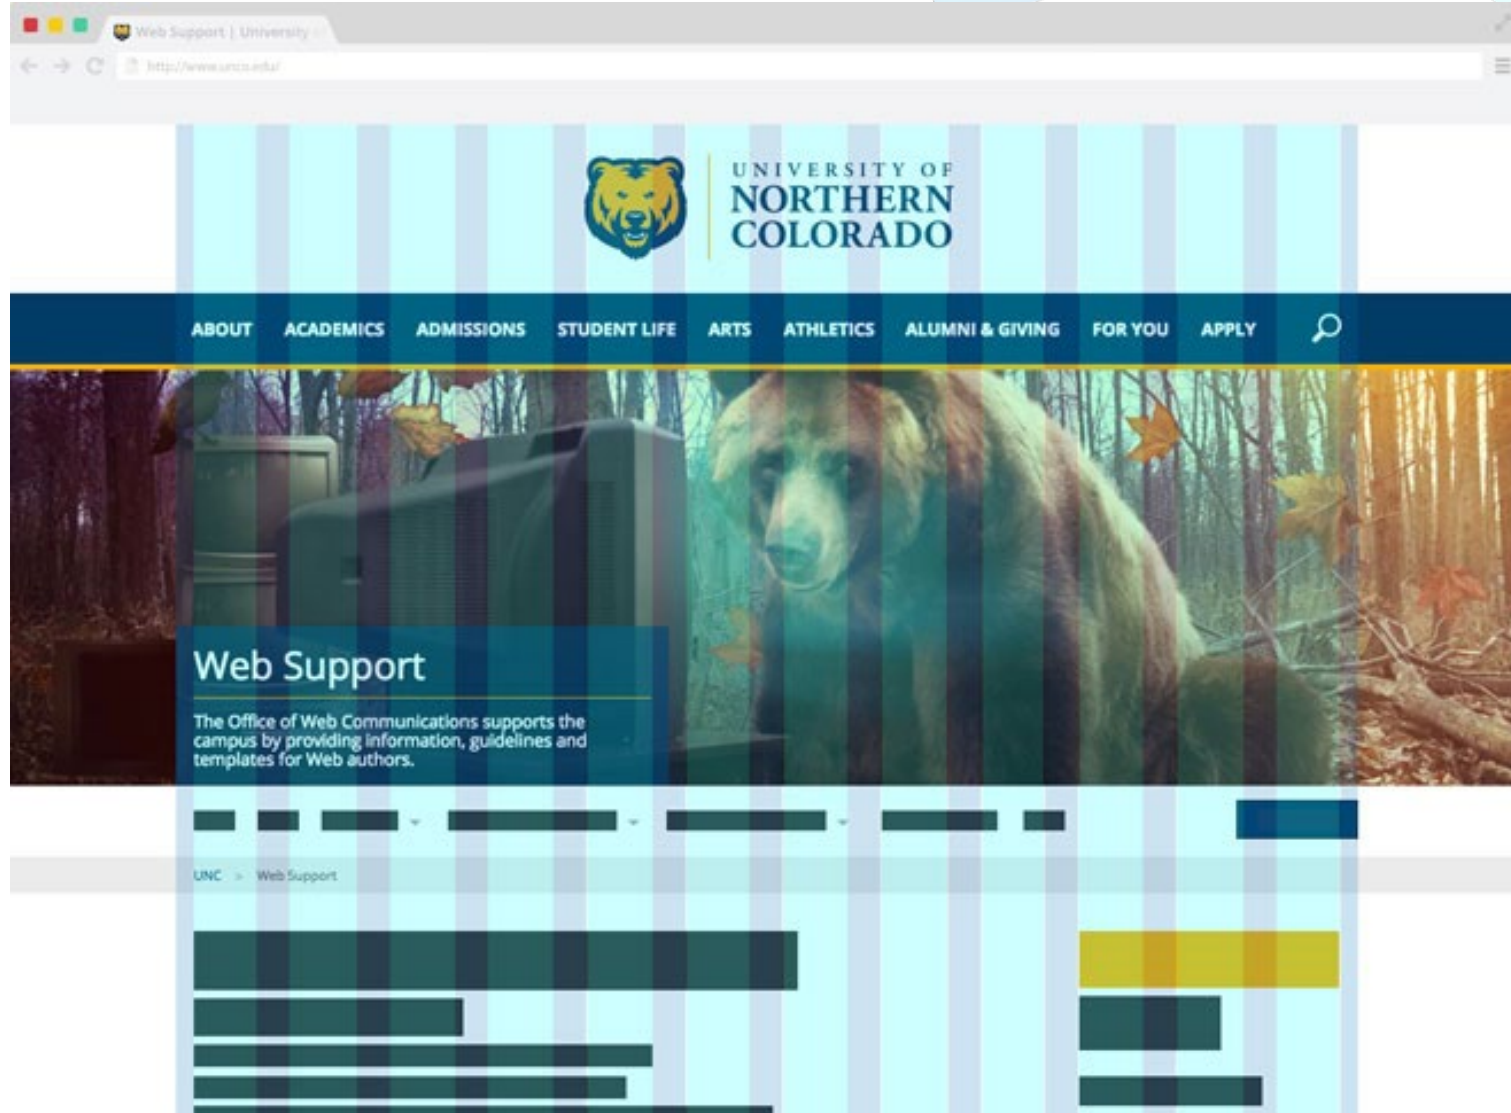 Web Support | University o
http://www.unco.edu/
UNIVERSITY OF
NORTHERN
COLORADO
ABOUT ACADEMICS ADMISSIONS STUDENT LIFE ARTS ATHLETICS ALUMNI & GIVING FOR YOU APPLY
Web Support
The Office of Web Communications supports the
campus by providing information, guidelines and
templates for Web authors.
UNC » Web Support